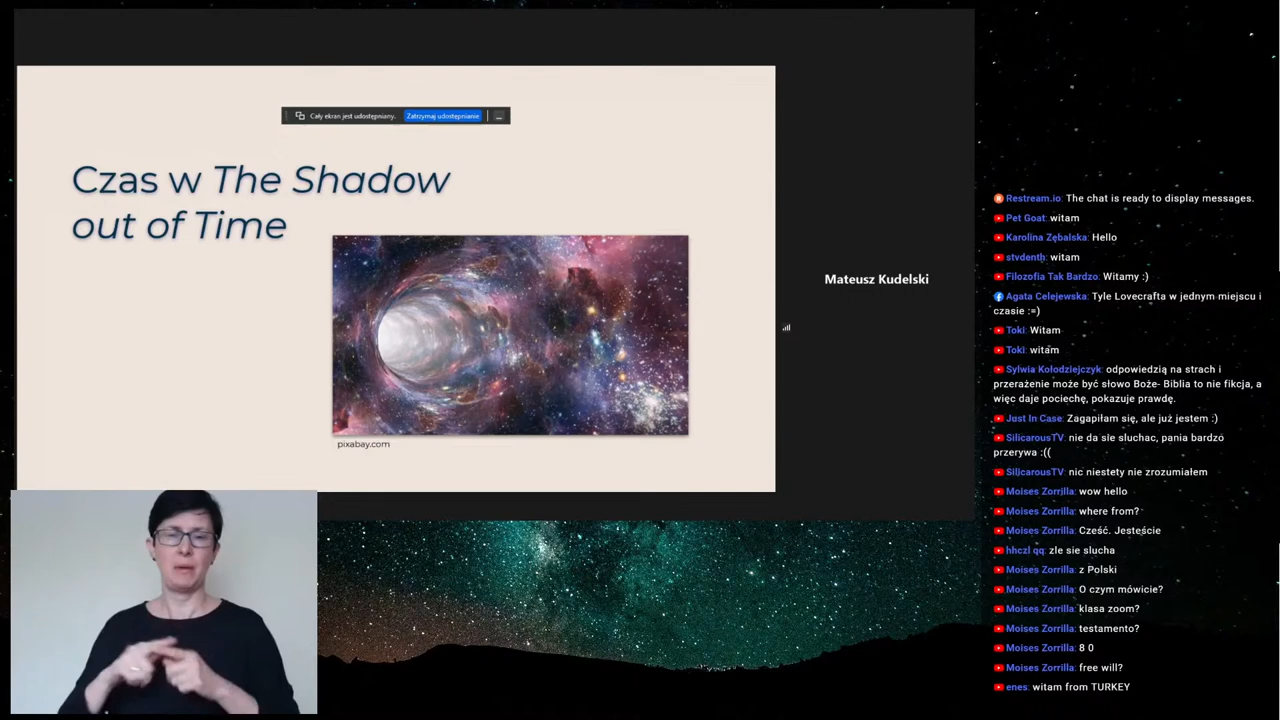 Cały ekran jest udostępniany.
Zatrzymaj udostępnianie
...
Czas w The Shadow
out of Time
pixabay.com
Mateusz Kudelski
Restream.io: The chat is ready to display messages.
Pet Goat: witam
Karolina Zębalska: Hello
stvdenth: witam
Filozofia Tak Bardzo: Witamy :)
Agata Celejewska: Tyle Lovecrafta w jednym miejscu i
czasie :=)
Toki: Witam
Toki: witam
Sylwia Kołodziejczyk: odpowiedzią na strach i
przerażenie może być słowo Boże- Biblia to nie fikcja, a
więc daje pociechę, pokazuje prawdę.
Just In Case: Zagapiłam się, ale już jestem :)
SilicarousTV: nie da sie sluchac, pania bardzo
przerywa :((
SilicarousTV: nic niestety nie zrozumiałem
Moises Zorrilla: wow hello
Moises Zorrilla: where from?
Moises Zorrilla: Cześć. Jesteście
hhczl qq: zle sie slucha
Moises Zorrilla: z Polski
Moises Zorrilla: O czym mówicie?
Moises Zorrilla: klasa zoom?
Moises Zorrilla: testamento?
Moises Zorrilla: 8 0
Moises Zorrilla: free will?
enes: witam from TURKEY